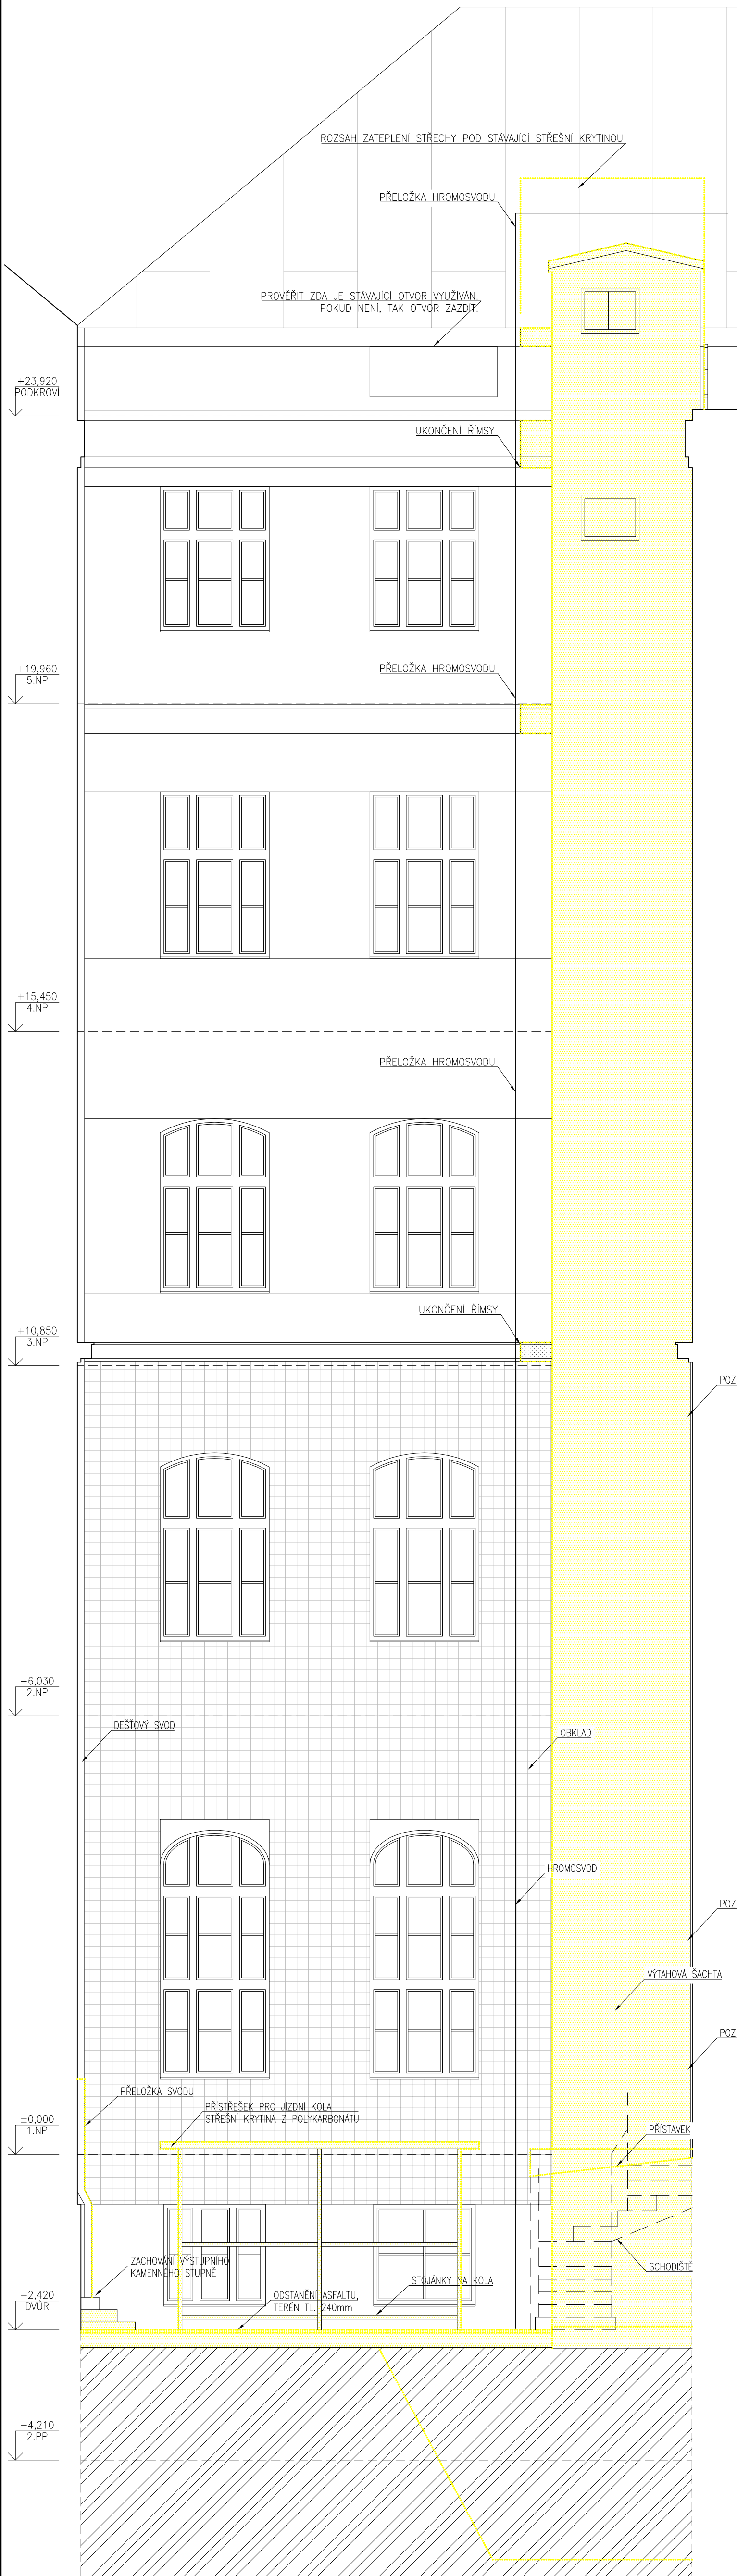 ROZSAH ZATEPLENÍ STŘECHY POD STÁVAJÍCÍ STŘEŠNÍ KRYTINOU
PŘELOŽKA HROMOSVODU
PROVĚŘIT ZDA JE STÁVAJÍCÍ OTVOR VYUŽÍVÁN.
POKUD NENÍ, TAK OTVOR ZAZDÍT.
+23,920
PODKROVÍ
UKONČENÍ ŘÍMSY
+19,960
5.NP
PŘELOŽKA HROMOSVODU
+15,450
4.NP
PŘELOŽKA HROMOSVODU
UKONČENÍ ŘÍMSY
+10,850
3.NP
POZ
+6,030
2.NP
DEŠŤOVÝ SVOD
OBKLAD
HROMOSVOD
POZ
VÝTAHOVÁ ŠACHTA
POZ
PŘELOŽKA SVODU
PŘÍSTŘEŠEK PRO JÍZDNÍ KOLA
STŘEŠNÍ KRYTINA Z POLYKARBONÁTU
±0,000
1.NP
PŘÍSTAVEK
ZACHOVÁNÍ VÝSTUPNÍHO
KAMENNÉHO STUPNĚ
SCHODIŠTĚ
STOJÁNKY NA KOLA
ODSTANĚNÍ ASFALTU,
TERÉN TL. 240mm
-2,420
DVŮR
-4,210
2.PP